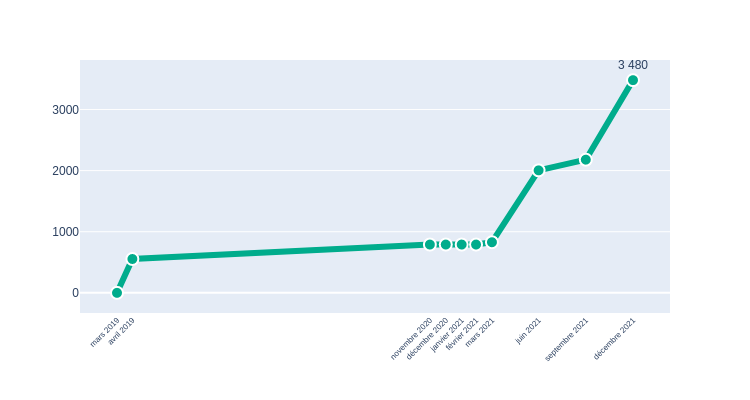 3 480
3000
2000
1000
0
mars 2019
avril 2019
novembre 2020
décembre 2020
janvier 2021
février 2021
mars 2021
juin 2021
septembre 2021
décembre 2021